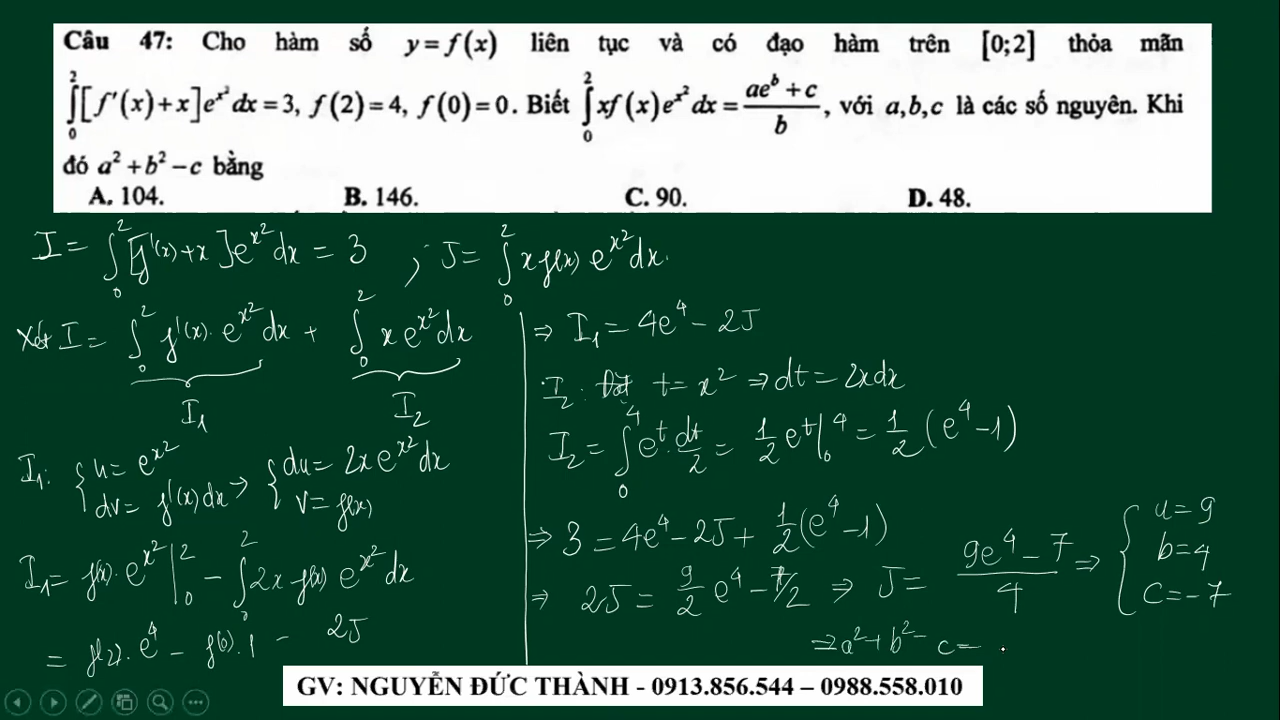 Câu 47: Cho hàm số y = f(x) liên tục và có đạo hàm trên [0;2] thỏa mãn
∫₀² [f'(x)+x]e^{x²}dx = 3, f(2) = 4, f(0) = 0. Biết ∫₀² xf(x)e^{x²}dx = (ae^b + c)/b, với a,b,c là các số nguyên. Khi
đó a² + b² − c bằng
A. 104. B. 146. C. 90. D. 48.
I = ∫₀² [f'(x)+x]e^{x²}dx = 3 ; J = ∫₀² x f(x) e^{x²}dx.
Xét I = ∫₀² f'(x).e^{x²}dx + ∫₀² x e^{x²}dx
I₁ I₂
I₁: { u = e^{x²}
dv = f'(x)dx → { du = 2x e^{x²}dx
v = f(x)
I₁ = f(x).e^{x²}|₀² − ∫₀² 2x f(x) e^{x²}dx
= f(2).e⁴ − f(0).1 − 2J
⇒ I₁ = 4e⁴ − 2J
I₂: Đặt t = x² ⇒ dt = 2xdx
I₂ = ∫₀⁴ e^t.dt/2 = 1/2 e^t|₀⁴ = 1/2 (e⁴ − 1)
⇒ 3 = 4e⁴ − 2J + 1/2 (e⁴ − 1)
⇒ 2J = 9/2 e⁴ − 7/2 ⇒ J = (9e⁴ − 7)/4 ⇒ { a = 9
b = 4
c = −7
⇒ a² + b² − c =
GV: NGUYỄN ĐỨC THÀNH - 0913.856.544 – 0988.558.010